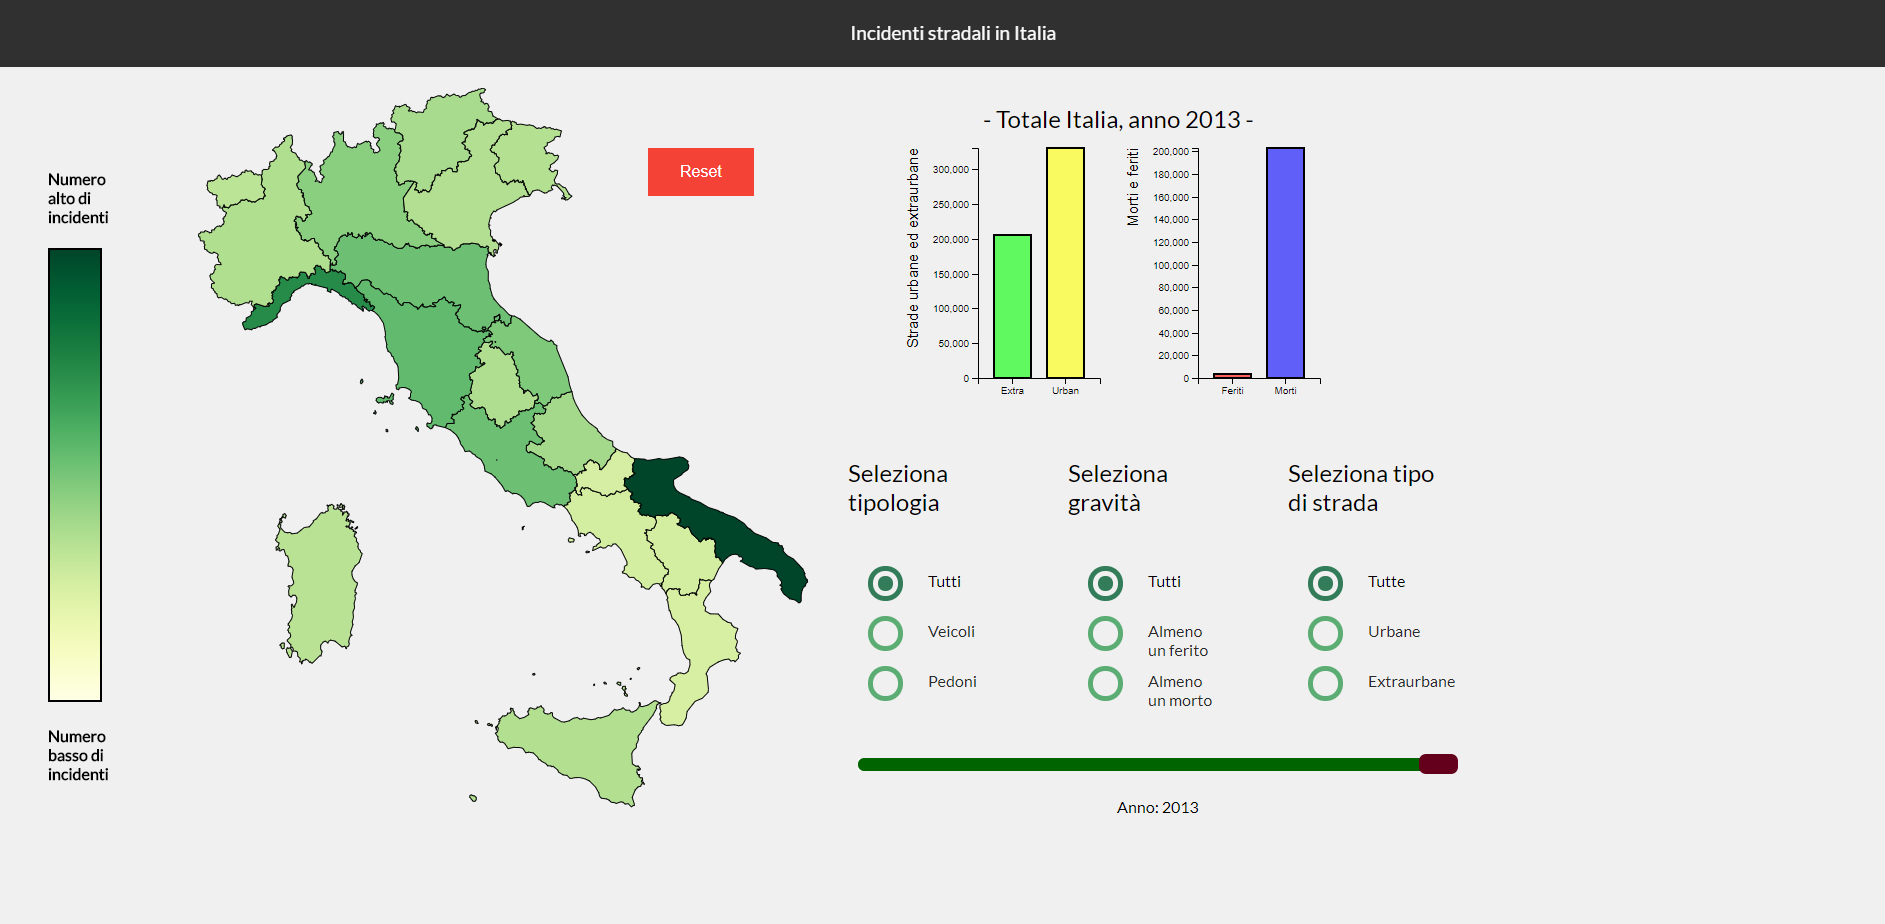 Incidenti stradali in Italia
Numero
alto di
incidenti
Numero
basso di
incidenti
Reset
- Totale Italia, anno 2013 -
Strade urbane ed extraurbane
300,000
250,000
200,000
150,000
100,000
50,000
0
Extra
Urban
Morti e feriti
200,000
180,000
160,000
140,000
120,000
100,000
80,000
60,000
40,000
20,000
0
Feriti
Morti
Seleziona
tipologia
Tutti
Veicoli
Pedoni
Seleziona
gravità
Tutti
Almeno
un ferito
Almeno
un morto
Seleziona tipo
di strada
Tutte
Urbane
Extraurbane
Anno: 2013